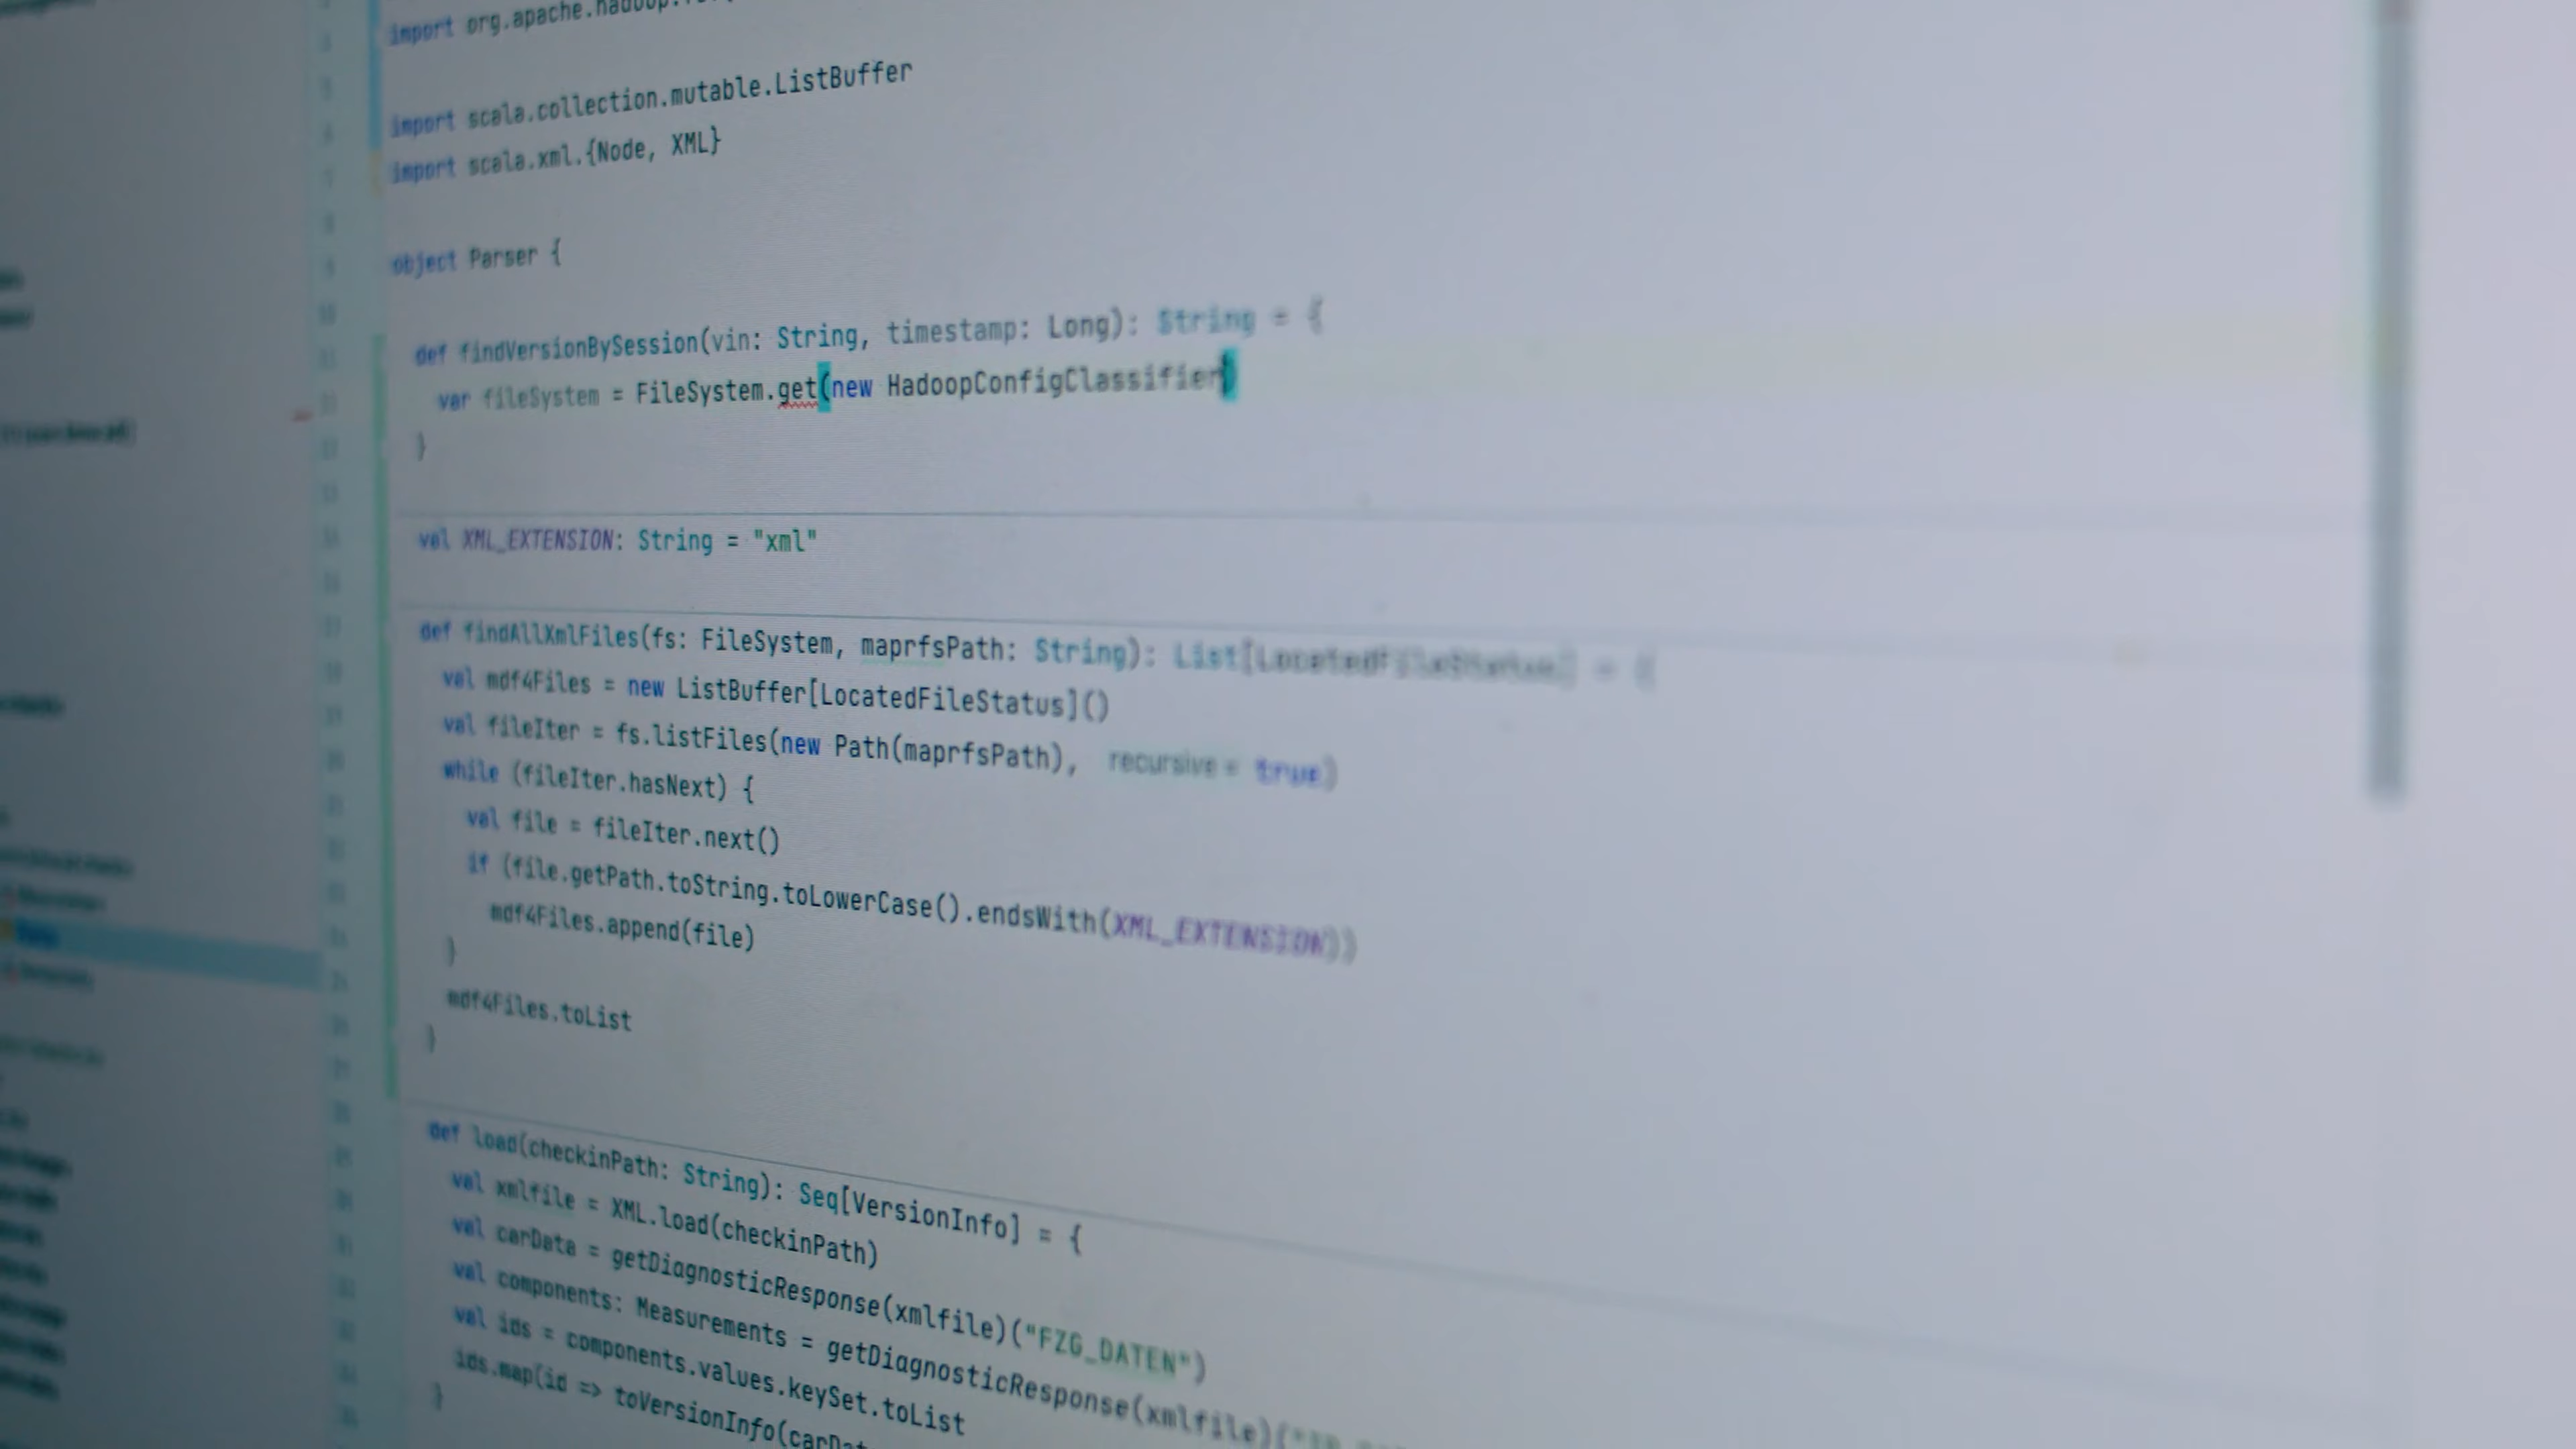 import org.apache.hadoop.
import scala.collection.mutable.ListBuffer
import scala.xml.{Node, XML}
object Parser {
def findVersionBySession(vin: String, timestamp: Long): String = {
var fileSystem = FileSystem.get(new HadoopConfigClassifier)
}
val XML_EXTENSION: String = "xml"
def findAllXmlFiles(fs: FileSystem, maprfsPath: String): List[LocatedFileStatus] = {
val mdf4Files = new ListBuffer[LocatedFileStatus]()
val fileIter = fs.listFiles(new Path(maprfsPath), recursive = true)
while (fileIter.hasNext) {
val file = fileIter.next()
if (file.getPath.toString.toLowerCase().endsWith(XML_EXTENSION))
mdf4Files.append(file)
}
mdf4Files.toList
}
def load(checkinPath: String): Seq[VersionInfo] = {
val xmlfile = XML.load(checkinPath)
val carData = getDiagnosticResponse(xmlfile)("FZG_DATEN")
val components: Measurements = getDiagnosticResponse(xmlfile)("
val ids = components.values.keySet.toList
ids.map(id => toVersionInfo(carDat
}